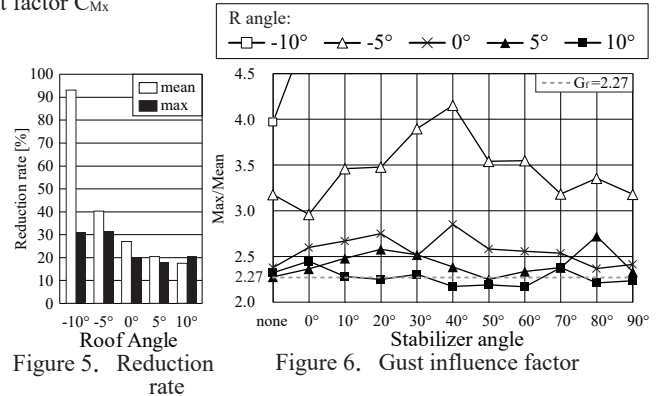 t factor CMx
R angle:
-10° -5° 0° 5° 10°
100
90
80
70
60
50
40
30
20
10
0
Reduction rate [%]
mean
max
-10° -5° 0° 5° 10°
Roof Angle
Figure 5. Reduction
rate
4.5
4.0
3.5
3.0
2.5
2.27
2.0
Max/Mean
Gf=2.27
none 0° 10° 20° 30° 40° 50° 60° 70° 80° 90°
Stabilizer angle
Figure 6. Gust influence factor